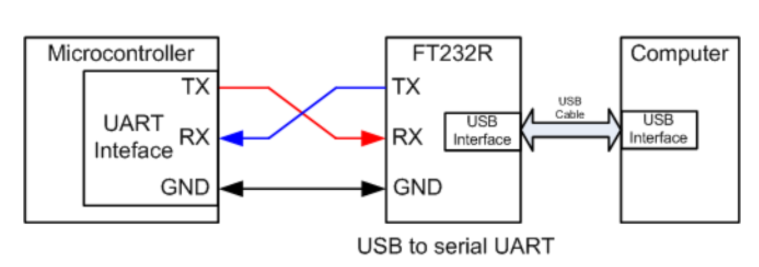 Microcontroller
TX
UART
Inteface
RX
GND
FT232R
TX
RX
GND
USB
Interface
USB
Cable
Computer
USB
Interface
USB to serial UART